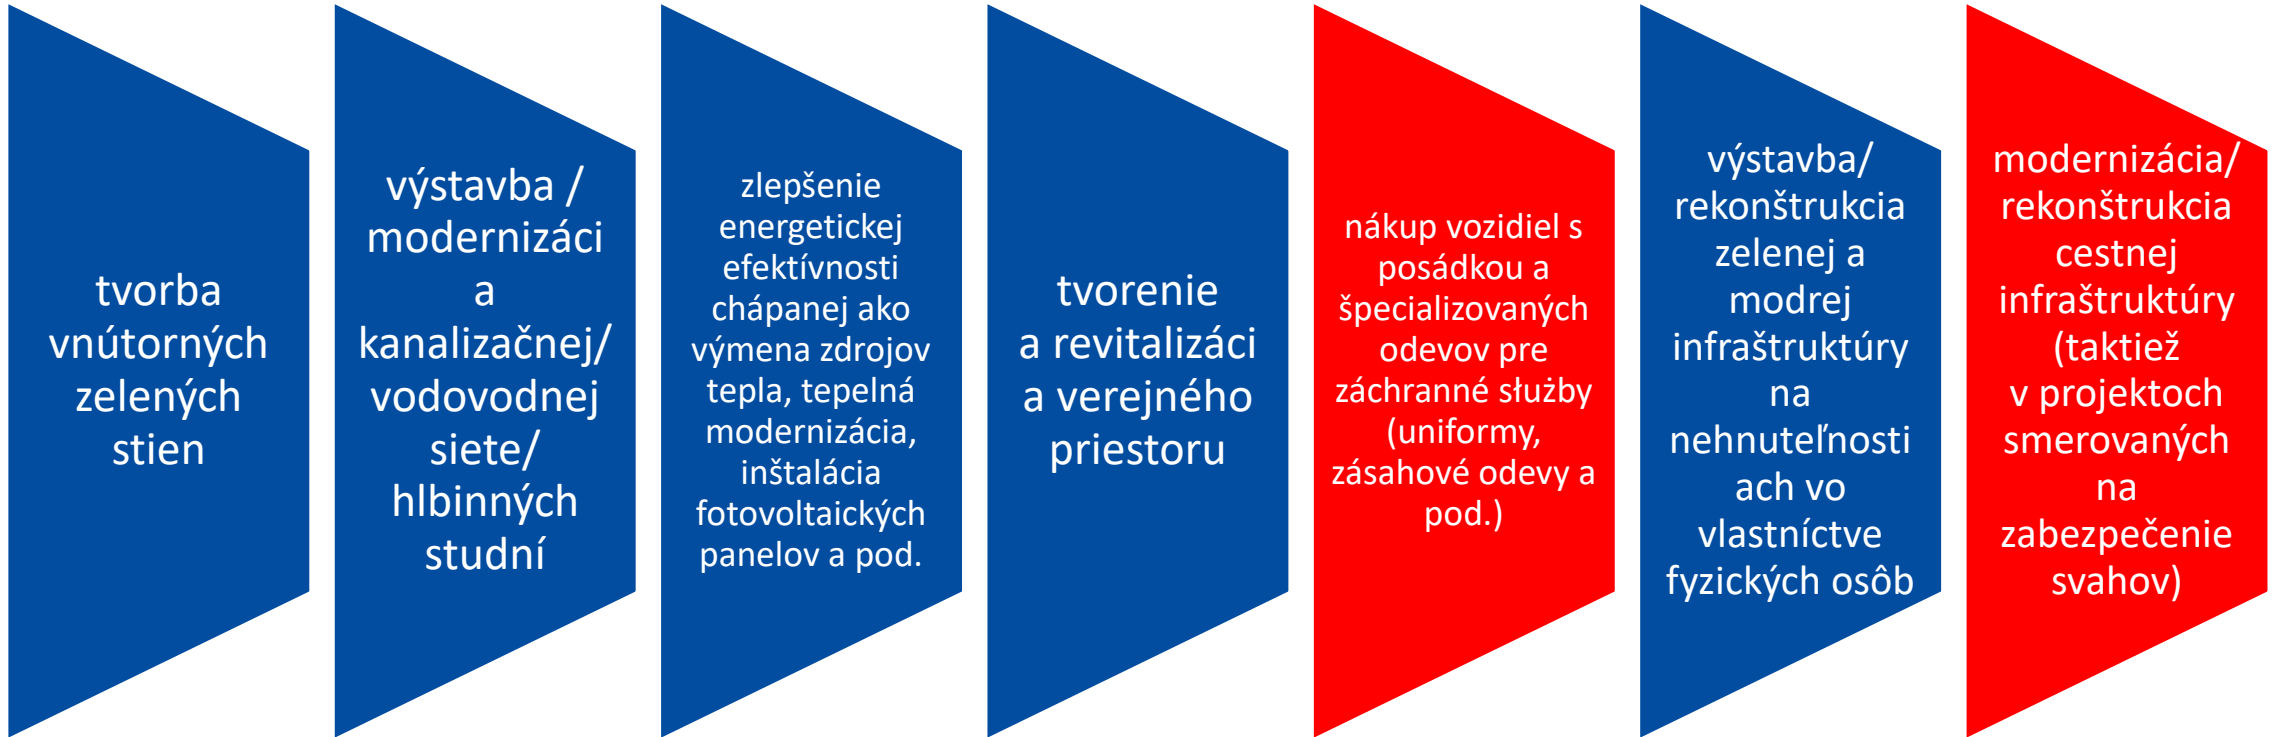 tvorba
vnútorných
zelených
stien
výstavba /
modernizáci
a
kanalizačnej/
vodovodnej
siete/
hlbinných
studní
zlepšenie
energetickej
efektívnosti
chápanej ako
výmena zdrojov
tepla, tepelná
modernizácia,
inštalácia
fotovoltaických
panelov a pod.
tvorenie
a revitalizáci
a verejného
priestoru
nákup vozidiel s
posádkou a
špecializovaných
odevov pre
záchranné służby
(uniformy,
zásahové odevy a
pod.)
výstavba/
rekonštrukcia
zelenej a
modrej
infraštruktúry
na
nehnuteľnosti
ach vo
vlastníctve
fyzických osôb
modernizácia/
rekonštrukcia
cestnej
infraštruktúry
(taktiež
v projektoch
smerovaných
na
zabezpečenie
svahov)